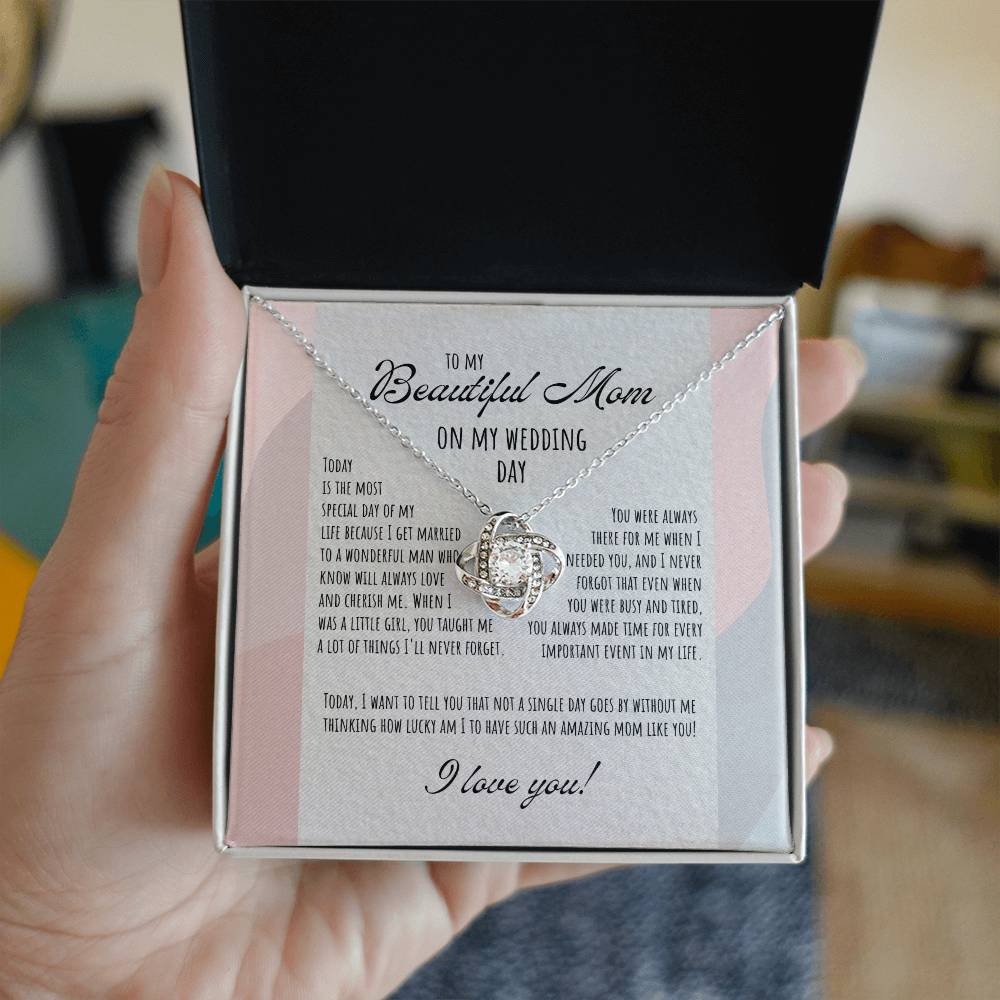 TO MY
Beautiful Mom
ON MY WEDDING
DAY
TODAY
IS THE MOST
SPECIAL DAY OF MY
LIFE BECAUSE I GET MARRIED
TO A WONDERFUL MAN WHO
KNOW WILL ALWAYS LOVE
AND CHERISH ME. WHEN I
WAS A LITTLE GIRL, YOU TAUGHT ME
A LOT OF THINGS I'LL NEVER FORGET.
YOU WERE ALWAYS
THERE FOR ME WHEN I
NEEDED YOU, AND I NEVER
FORGOT THAT EVEN WHEN
YOU WERE BUSY AND TIRED,
YOU ALWAYS MADE TIME FOR EVERY
IMPORTANT EVENT IN MY LIFE.
TODAY, I WANT TO TELL YOU THAT NOT A SINGLE DAY GOES BY WITHOUT ME
THINKING HOW LUCKY AM I TO HAVE SUCH AN AMAZING MOM LIKE YOU!
I love you!